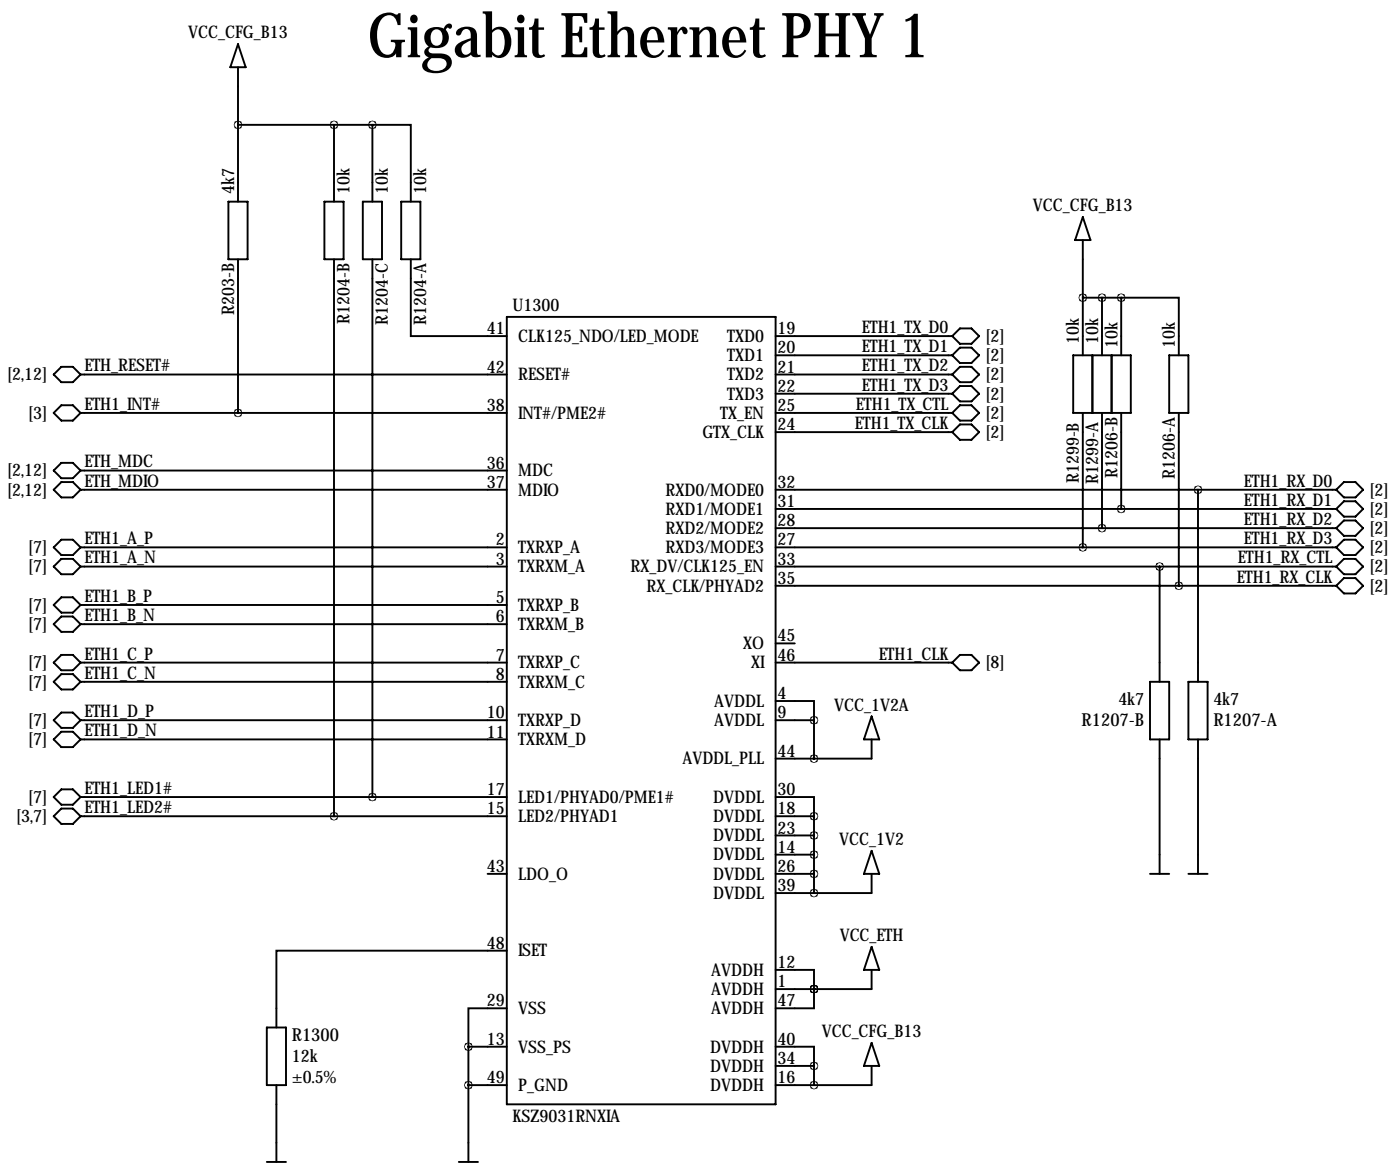 Gigabit Ethernet PHY 1
VCC_CFG_B13
4k7
10k
10k
10k
R203-B
R1204-B
R1204-C
R1204-A
VCC_CFG_B13
10k
10k
10k
10k
R1299-B
R1299-A
R1206-B
R1206-A
U1300
41 CLK125_NDO/LED_MODE
[2,12] ETH_RESET# 42 RESET#
[3] ETH1_INT# 38 INT#/PME2#
[2,12] ETH_MDC 36 MDC
[2,12] ETH_MDIO 37 MDIO
[7] ETH1_A_P 2 TXRXP_A
[7] ETH1_A_N 3 TXRXM_A
[7] ETH1_B_P 5 TXRXP_B
[7] ETH1_B_N 6 TXRXM_B
[7] ETH1_C_P 7 TXRXP_C
[7] ETH1_C_N 8 TXRXM_C
[7] ETH1_D_P 10 TXRXP_D
[7] ETH1_D_N 11 TXRXM_D
[7] ETH1_LED1# 17 LED1/PHYAD0/PME1#
[3,7] ETH1_LED2# 15 LED2/PHYAD1
43 LDO_O
48 ISET
29 VSS
13 VSS_PS
49 P_GND
R1300
12k
±0.5%
TXD0 19 ETH1_TX_D0 [2]
TXD1 20 ETH1_TX_D1 [2]
TXD2 21 ETH1_TX_D2 [2]
TXD3 22 ETH1_TX_D3 [2]
TX_EN 25 ETH1_TX_CTL [2]
GTX_CLK 24 ETH1_TX_CLK [2]
RXD0/MODE0 32 ETH1_RX_D0 [2]
RXD1/MODE1 31 ETH1_RX_D1 [2]
RXD2/MODE2 28 ETH1_RX_D2 [2]
RXD3/MODE3 27 ETH1_RX_D3 [2]
RX_DV/CLK125_EN 33 ETH1_RX_CTL [2]
RX_CLK/PHYAD2 35 ETH1_RX_CLK [2]
XO 45
XI 46 ETH1_CLK [8]
AVDDL 4
AVDDL 9
AVDDL_PLL 44
VCC_1V2A
4k7
R1207-B
4k7
R1207-A
DVDDL 30
DVDDL 18
DVDDL 23
DVDDL 14
DVDDL 26
DVDDL 39
VCC_1V2
AVDDH 12
AVDDH 1
AVDDH 47
VCC_ETH
DVDDH 40
DVDDH 34
DVDDH 16
VCC_CFG_B13
KSZ9031RNXIA